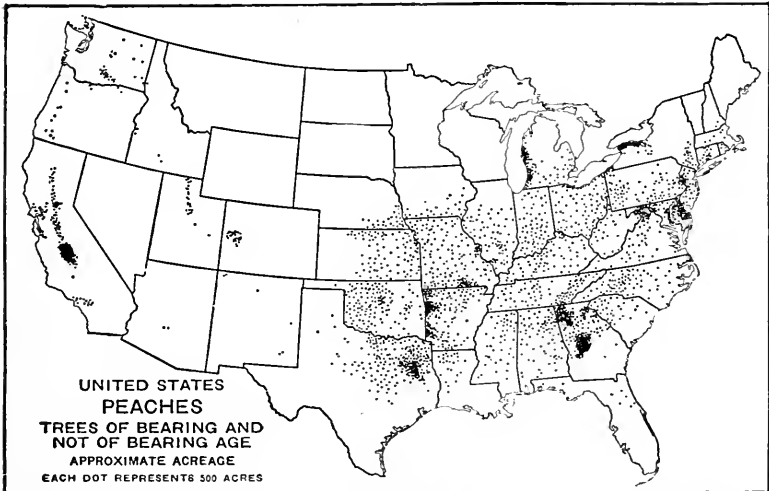 UNITED STATES
PEACHES
TREES OF BEARING AND
NOT OF BEARING AGE
APPROXIMATE ACREAGE
EACH DOT REPRESENTS 500 ACRES